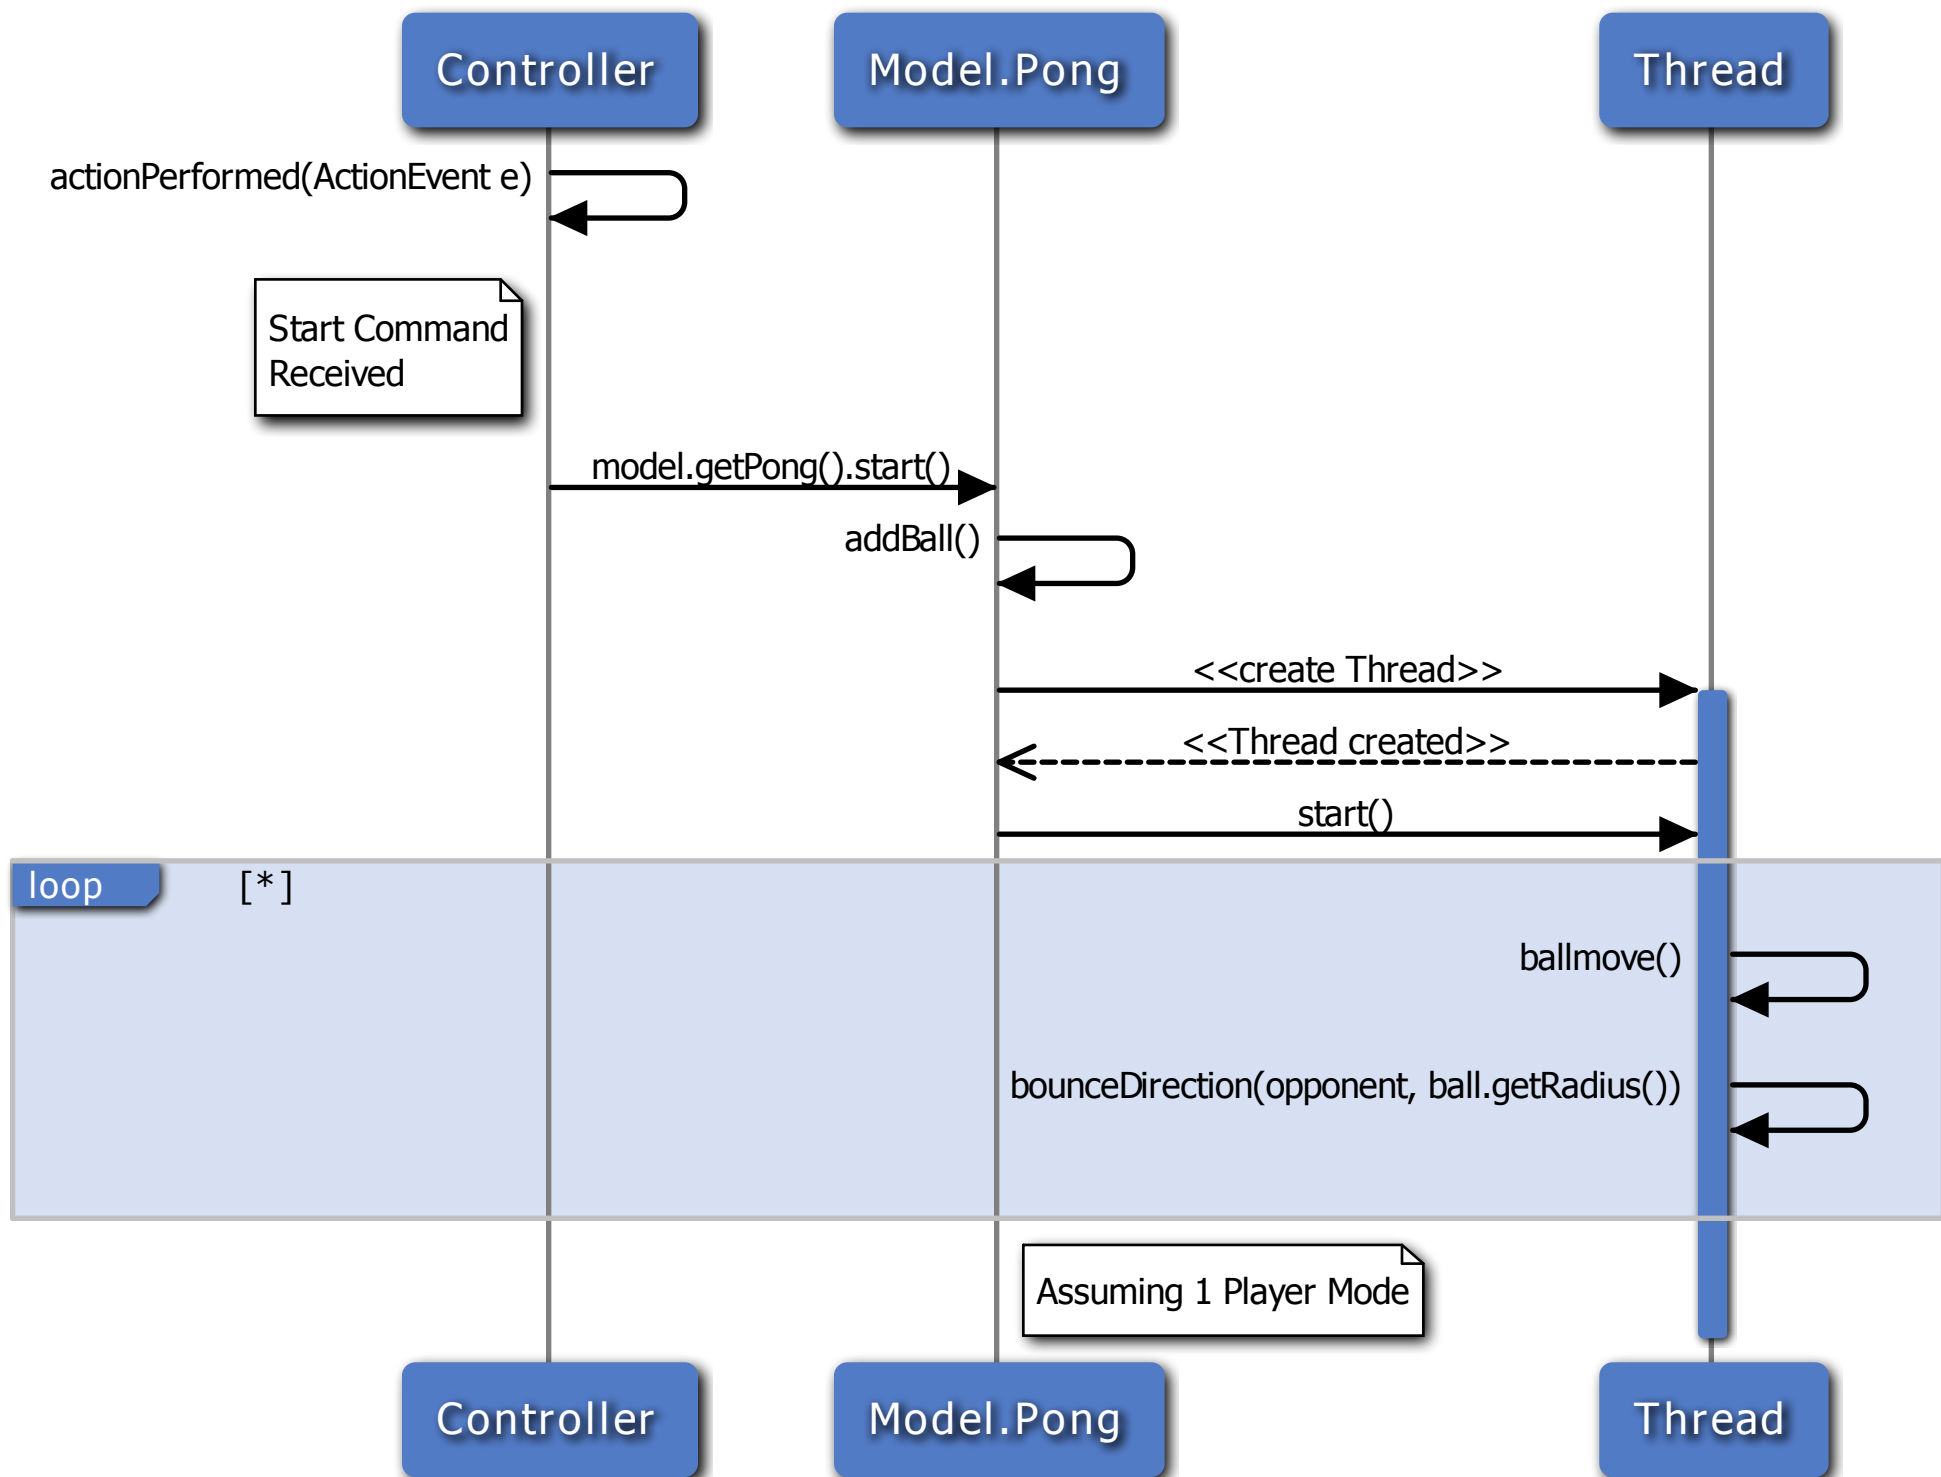 Controller
Model.Pong
Thread
actionPerformed(ActionEvent e)
Start Command
Received
model.getPong().start()
addBall()
<<create Thread>>
<<Thread created>>
start()
loop [*]
ballmove()
bounceDirection(opponent, ball.getRadius())
Assuming 1 Player Mode
Controller
Model.Pong
Thread